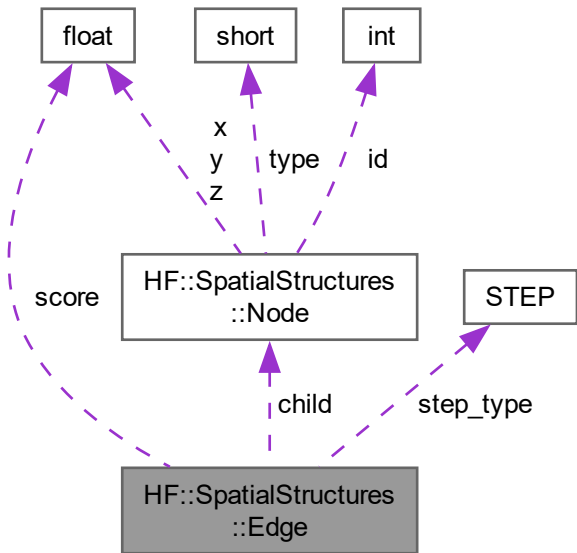 float
short
int
x
y
z
type
id
HF::SpatialStructures
::Node
STEP
score
child
step_type
HF::SpatialStructures
::Edge